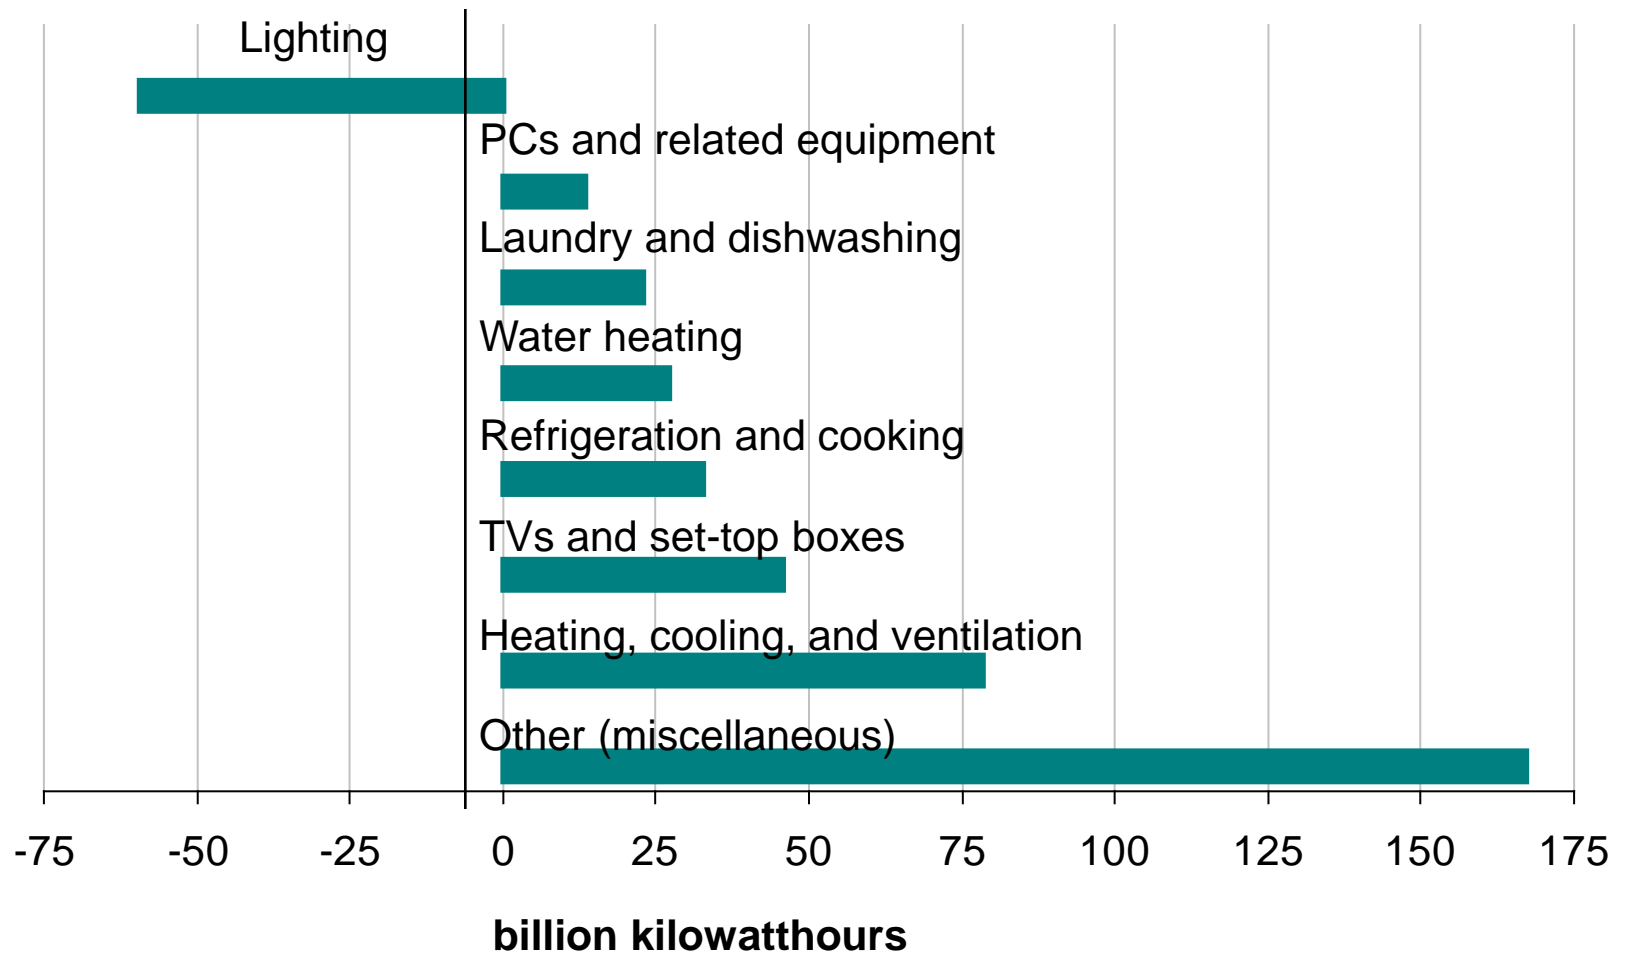 Lighting
PCs and related equipment
Laundry and dishwashing
Water heating
Refrigeration and cooking
TVs and set-top boxes
Heating, cooling, and ventilation
Other (miscellaneous)
-75 -50 -25 0 25 50 75 100 125 150 175
billion kilowatthours